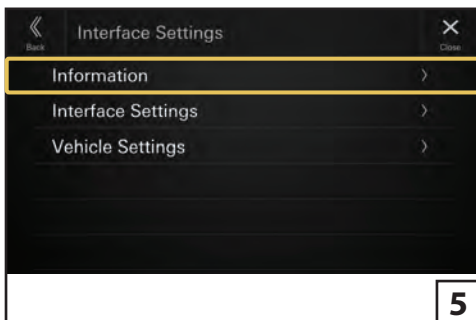 Interface Settings
Back
Close
Information
Interface Settings
Vehicle Settings
5